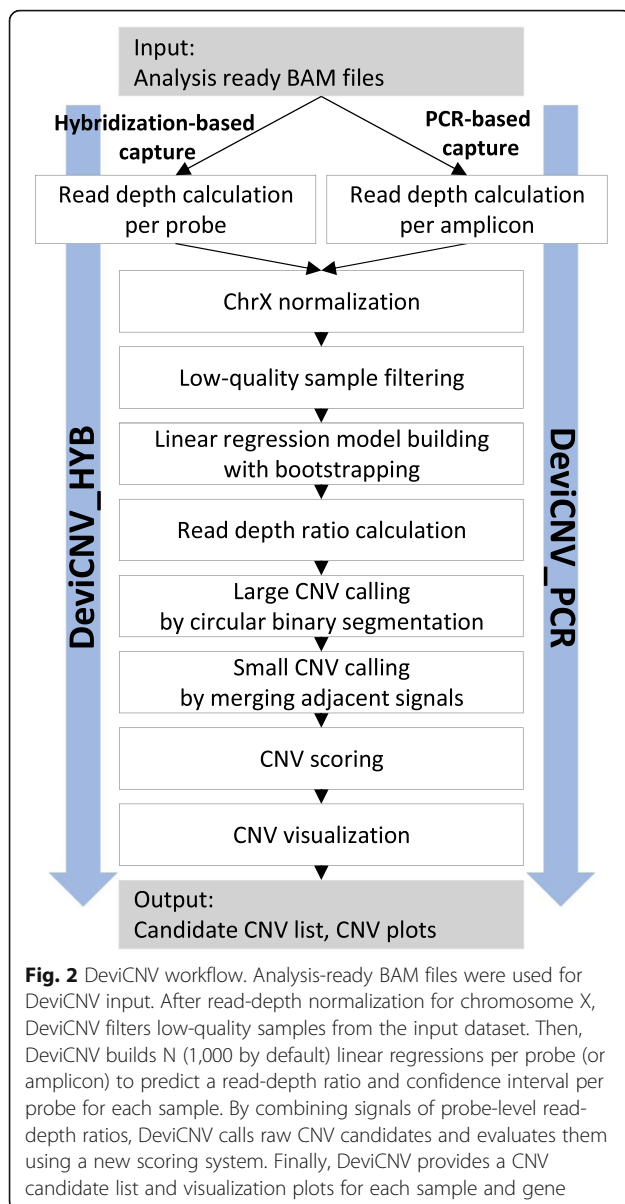 Input:
Analysis ready BAM files
Hybridization-based
capture
PCR-based
capture
Read depth calculation
per probe
Read depth calculation
per amplicon
ChrX normalization
Low-quality sample filtering
Linear regression model building
with bootstrapping
Read depth ratio calculation
Large CNV calling
by circular binary segmentation
Small CNV calling
by merging adjacent signals
CNV scoring
CNV visualization
DeviCNV_HYB
DeviCNV_PCR
Output:
Candidate CNV list, CNV plots
Fig. 2 DeviCNV workflow. Analysis-ready BAM files were used for
DeviCNV input. After read-depth normalization for chromosome X,
DeviCNV filters low-quality samples from the input dataset. Then,
DeviCNV builds N (1,000 by default) linear regressions per probe (or
amplicon) to predict a read-depth ratio and confidence interval per
probe for each sample. By combining signals of probe-level read-
depth ratios, DeviCNV calls raw CNV candidates and evaluates them
using a new scoring system. Finally, DeviCNV provides a CNV
candidate list and visualization plots for each sample and gene